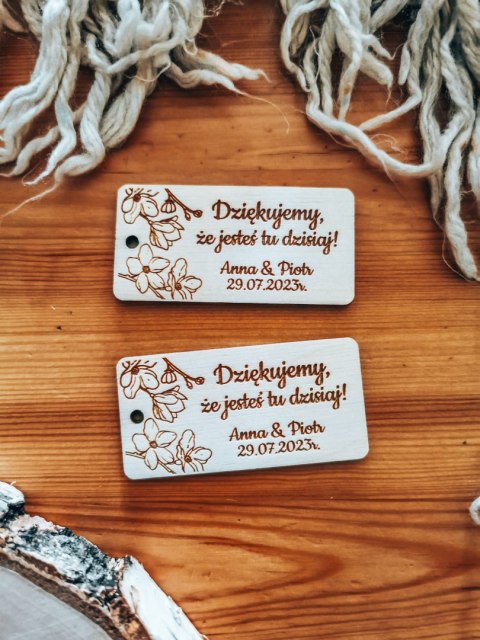 Dziękujemy,
że jesteś tu dzisiaj!
Anna & Piotr
29.07.2023r.
Dziękujemy,
że jesteś tu dzisiaj!
Anna & Piotr
29.07.2023r.